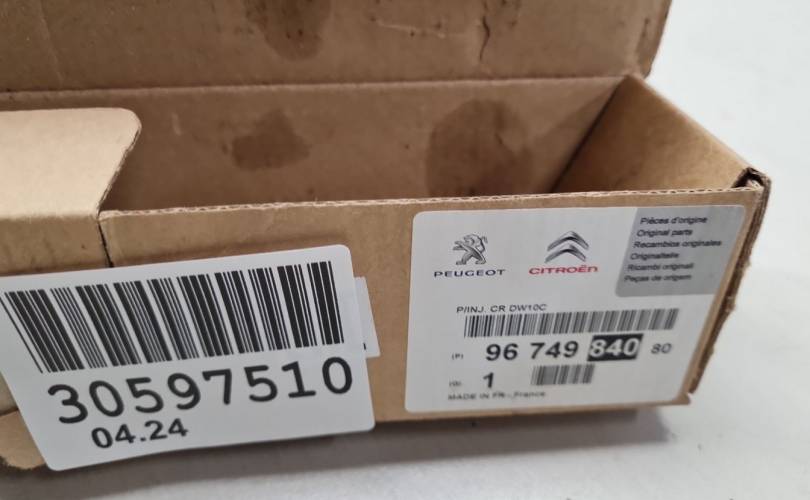 PEUGEOT
CITROËN
Pièces d'origine
Original parts
Recambios originales
Originalteile
Ricambi originali
Peças de origem
P/INJ. CR DW10C
(P) 96 749 840 80
(Q) 1
MADE IN FR - France
30597510
04.24